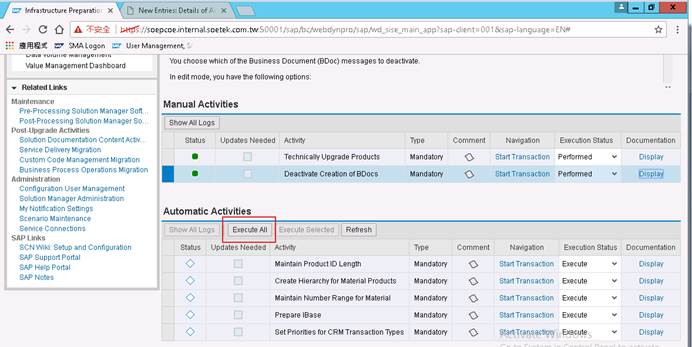 Infrastructure Preparation
New Entries: Details of A
不安全
https://soepcoe.internal.soetek.com.tw:50001/sap/bc/webdynpro/sap/wd_sise_main_app?sap-client=001&sap-language=EN#
應用程式
SMA Logon
User Management, S
Data Volume Management
Value Management Dashboard
Related Links
Maintenance
Pre-Processing Solution Manager Soft...
Post-Processing Solution Manager So...
Post-Upgrade Activities
Solution Documentation Content Activ...
Service Delivery Migration
Custom Code Management Migration
Business Process Operations Migration
Administration
Configuration User Management
Solution Manager Administration
My Notification Settings
Scenario Maintenance
Service Connections
SAP Links
SCN Wiki: Setup and Configuration
SAP Support Portal
SAP Help Portal
SAP Notes
You choose which of the Business Document (BDoc) messages to deactivate.
In edit mode, you have the following options:
Manual Activities
Show All Logs
Status Updates Needed Activity Type Comment Navigation Execution Status Documentation
Technically Upgrade Products Mandatory Start Transaction Performed Display
Deactivate Creation of BDocs Mandatory Start Transaction Performed Display
Automatic Activities
Show All Logs Execute All Execute Selected Refresh
Status Updates Needed Activity Type Comment Navigation Execution Status Documentation
Maintain Product ID Length Mandatory Start Transaction Execute Display
Create Hierarchy for Material Products Mandatory Start Transaction Execute Display
Maintain Number Range for Material Mandatory Start Transaction Execute Display
Prepare IBase Mandatory Start Transaction Execute Display
Set Priorities for CRM Transaction Types Mandatory Start Transaction Execute Display
Activate Windows